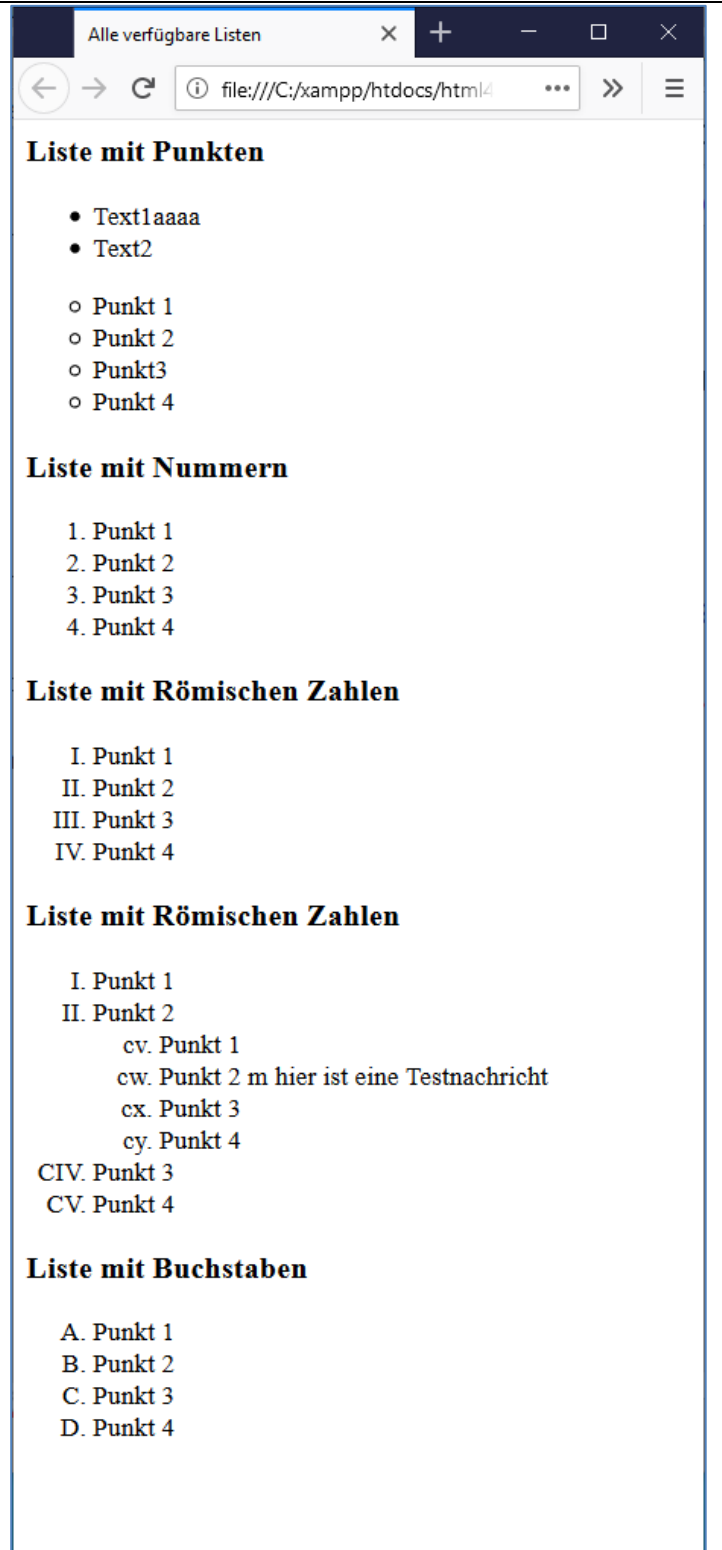 Alle verfügbare Listen
file:///C:/xampp/htdocs/html4
Liste mit Punkten
• Text1aaaa
• Text2
○ Punkt 1
○ Punkt 2
○ Punkt3
○ Punkt 4
Liste mit Nummern
1. Punkt 1
2. Punkt 2
3. Punkt 3
4. Punkt 4
Liste mit Römischen Zahlen
I. Punkt 1
II. Punkt 2
III. Punkt 3
IV. Punkt 4
Liste mit Römischen Zahlen
I. Punkt 1
II. Punkt 2
cv. Punkt 1
cw. Punkt 2 m hier ist eine Testnachricht
cx. Punkt 3
cy. Punkt 4
CIV. Punkt 3
CV. Punkt 4
Liste mit Buchstaben
A. Punkt 1
B. Punkt 2
C. Punkt 3
D. Punkt 4